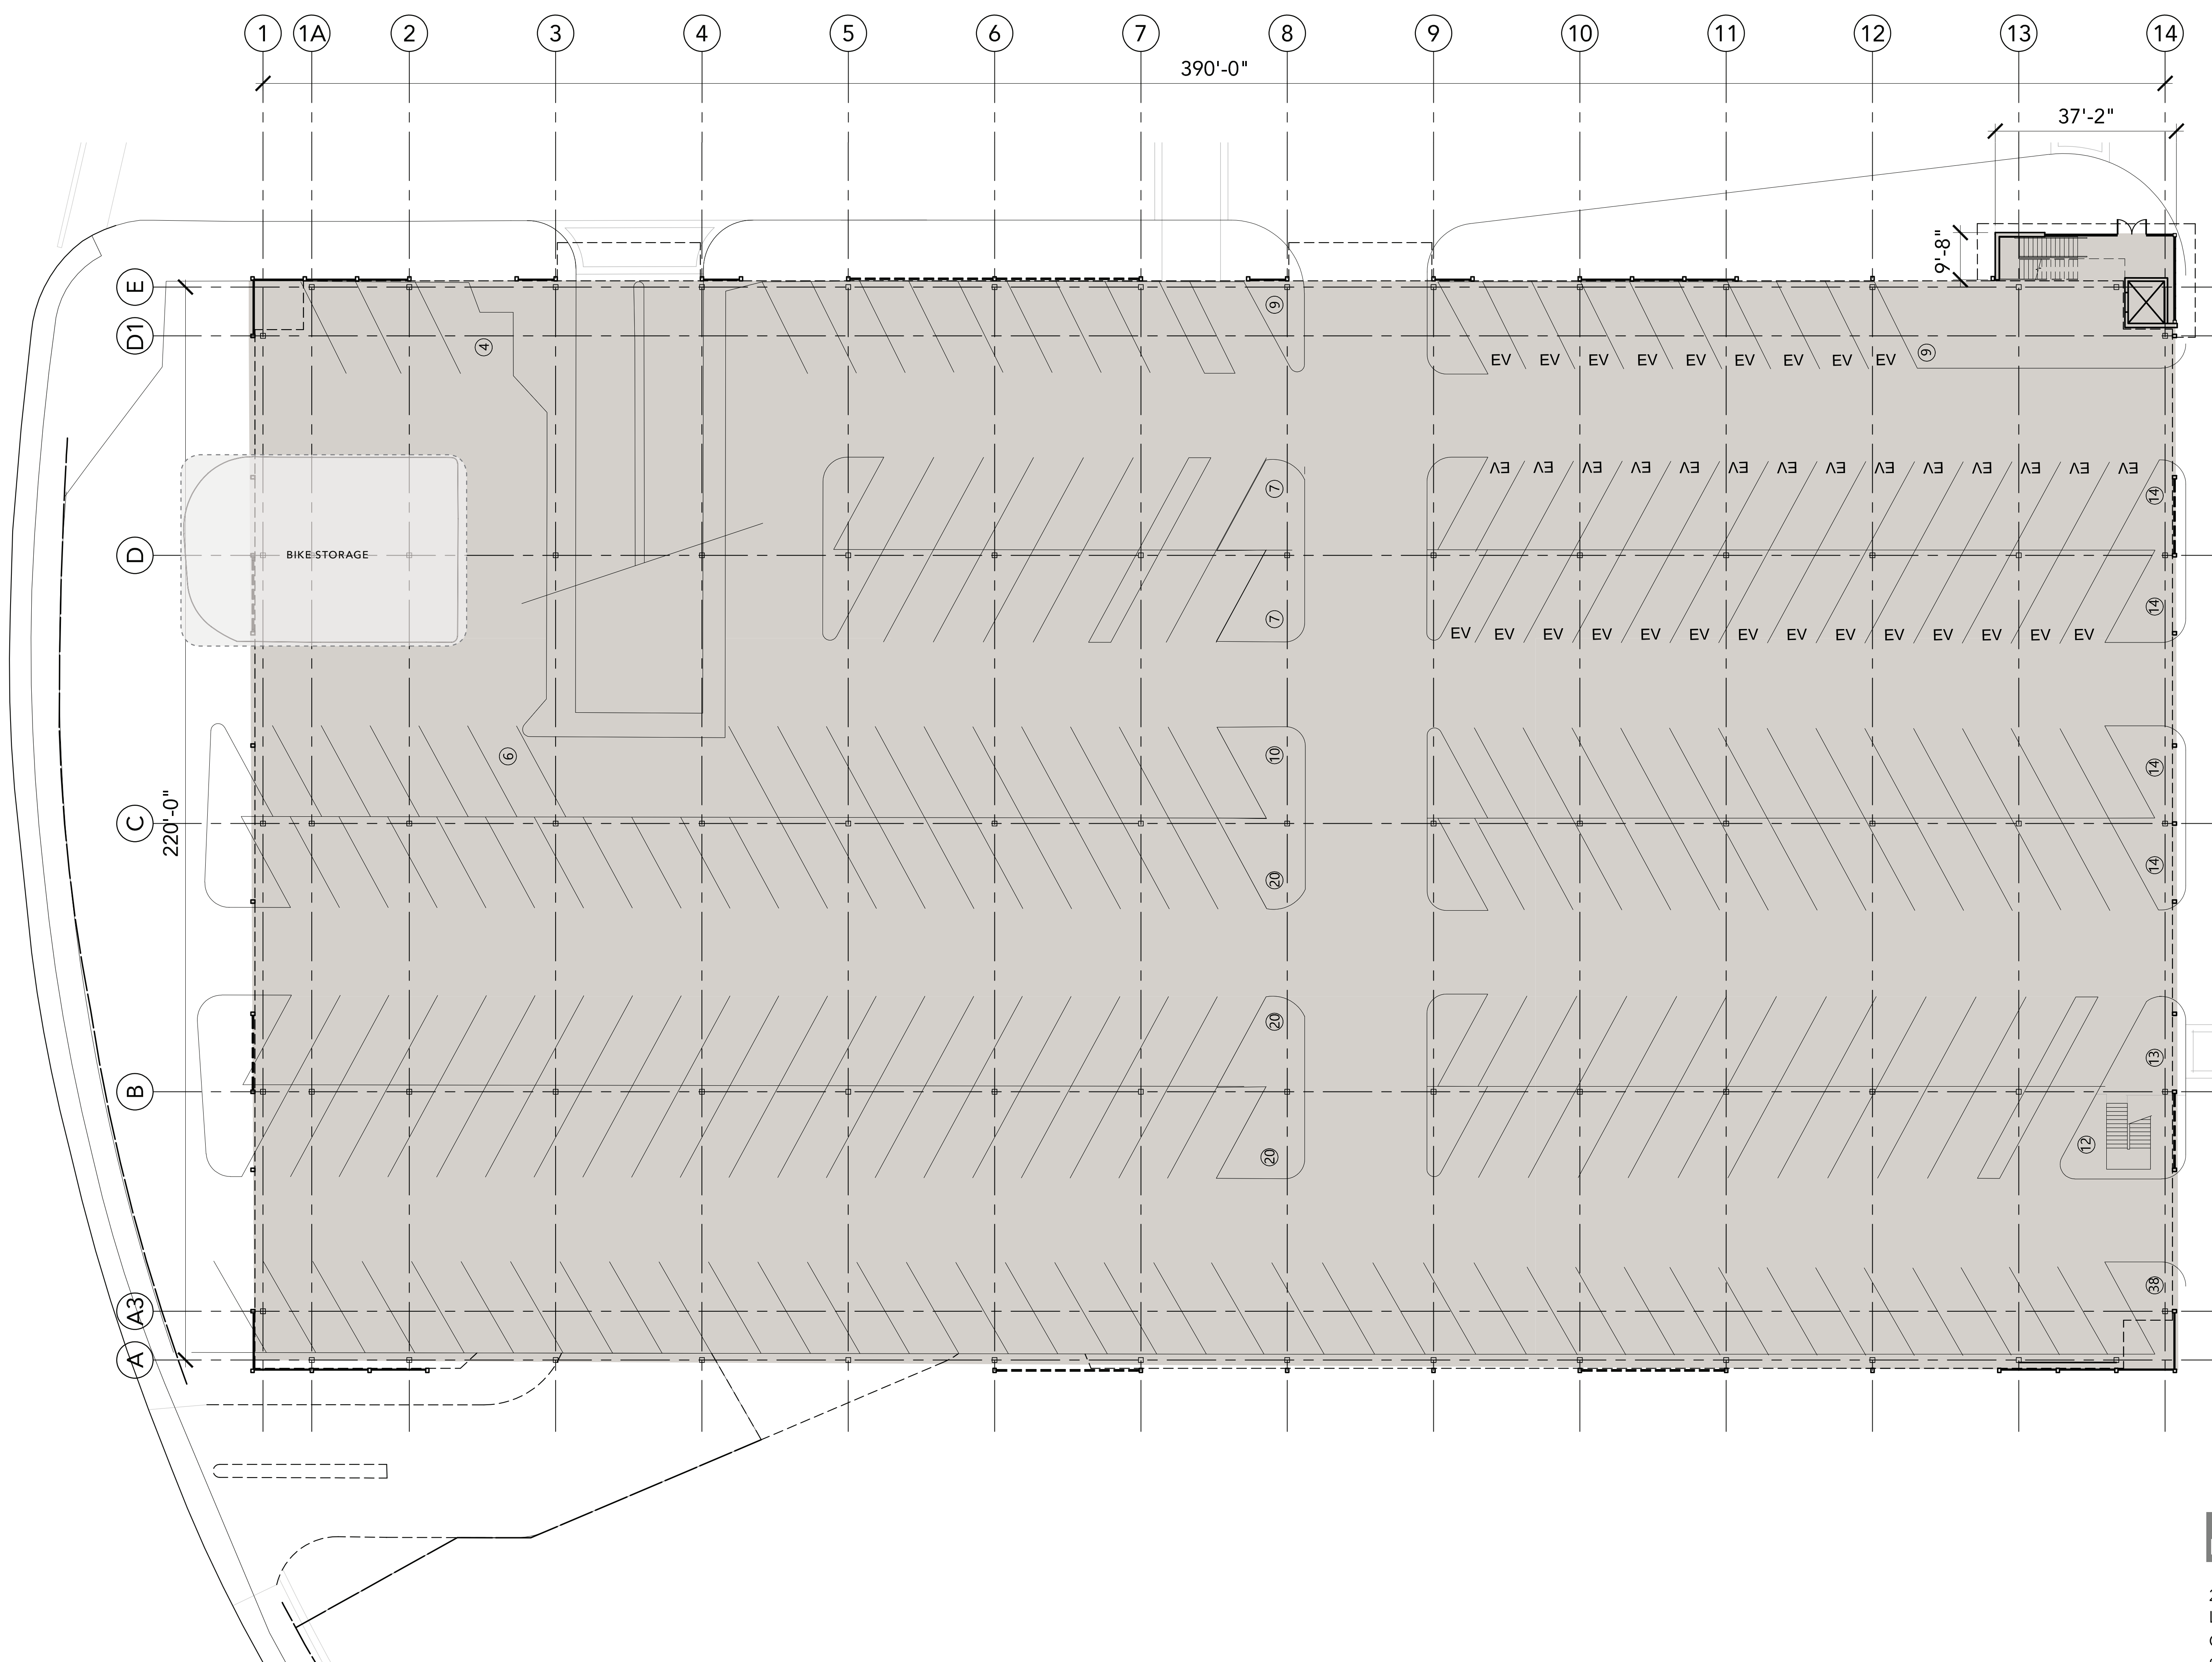 1 1A 2 3 4 5 6 7 8 9 10 11 12 13 14
390'-0"
37'-2"
9'-8"
E
9
D1
4
9
EV EV EV EV EV EV EV EV EV
EV EV EV EV EV EV EV EV EV EV EV EV EV EV
7
14
D
BIKE STORAGE
14
7
EV EV EV EV EV EV EV EV EV EV EV EV EV EV
6
10
14
C
220'-0"
14
20
20
13
B
12
20
38
A3
A